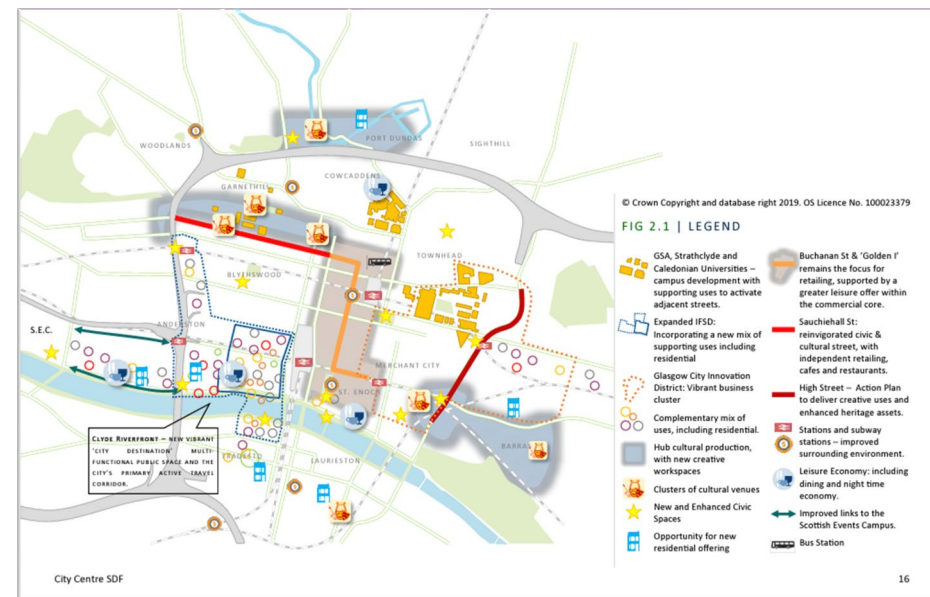 WOODLANDS
PORT DUNDAS
SIGHTHILL
COWCADDENS
GARNETHILL
TOWNHEAD
BLYTHSWOOD
ANDERSTON
S.E.C.
MERCHANT CITY
ST. ENOCH
BARRAS
LAURIESTON
TRADESTO
CLYDE RIVERFRONT – NEW VIBRANT
'CITY DESTINATION' MULTI-
FUNCTIONAL PUBLIC SPACE AND THE
CITY'S PRIMARY ACTIVE TRAVEL
CORRIDOR.
© Crown Copyright and database right 2019. OS Licence No. 100023379
FIG 2.1 | LEGEND
GSA, Strathclyde and
Caledonian Universities –
campus development with
supporting uses to activate
adjacent streets.
Expanded IFSD:
Incorporating a new mix of
supporting uses including
residential
Glasgow City Innovation
District: Vibrant business
cluster
Complementary mix of
uses, including residential.
Hub cultural production,
with new creative
workspaces
Clusters of cultural venues
New and Enhanced Civic
Spaces
Opportunity for new
residential offering
Buchanan St & 'Golden I'
remains the focus for
retailing, supported by a
greater leisure offer within
the commercial core.
Sauchiehall St:
reinvigorated civic &
cultural street, with
independent retailing,
cafes and restaurants.
High Street – Action Plan
to deliver creative uses and
enhanced heritage assets.
Stations and subway
stations – improved
surrounding environment.
Leisure Economy: including
dining and night time
economy.
Improved links to the
Scottish Events Campus.
Bus Station
City Centre SDF
16